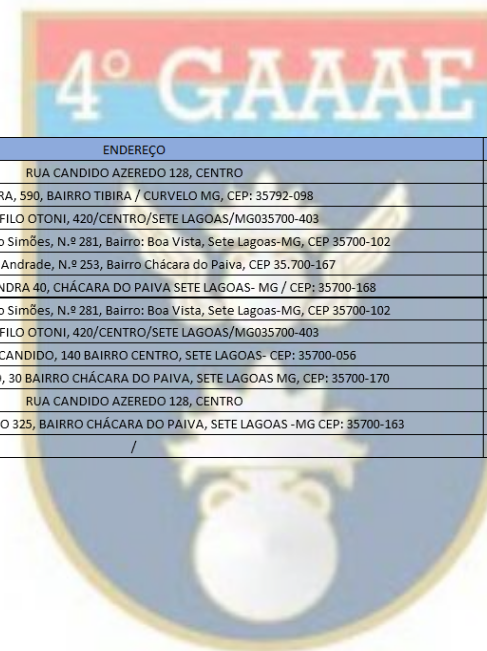 4º GAAAE
ENDEREÇO
RUA CANDIDO AZEREDO 128, CENTRO
RA, 590, BAIRRO TIBIRA / CURVELO MG, CEP: 35792-098
FILO OTONI, 420/CENTRO/SETE LAGOAS/MG035700-403
o Simões, N.º 281, Bairro: Boa Vista, Sete Lagoas-MG, CEP 35700-102
Andrade, N.º 253, Bairro Chácara do Paiva, CEP 35.700-167
NDRA 40, CHÁCARA DO PAIVA SETE LAGOAS- MG / CEP: 35700-168
o Simões, N.º 281, Bairro: Boa Vista, Sete Lagoas-MG, CEP 35700-102
FILO OTONI, 420/CENTRO/SETE LAGOAS/MG035700-403
CANDIDO, 140 BAIRRO CENTRO, SETE LAGOAS- CEP: 35700-056
, 30 BAIRRO CHÁCARA DO PAIVA, SETE LAGOAS MG, CEP: 35700-170
RUA CANDIDO AZEREDO 128, CENTRO
O 325, BAIRRO CHÁCARA DO PAIVA, SETE LAGOAS -MG CEP: 35700-163
/